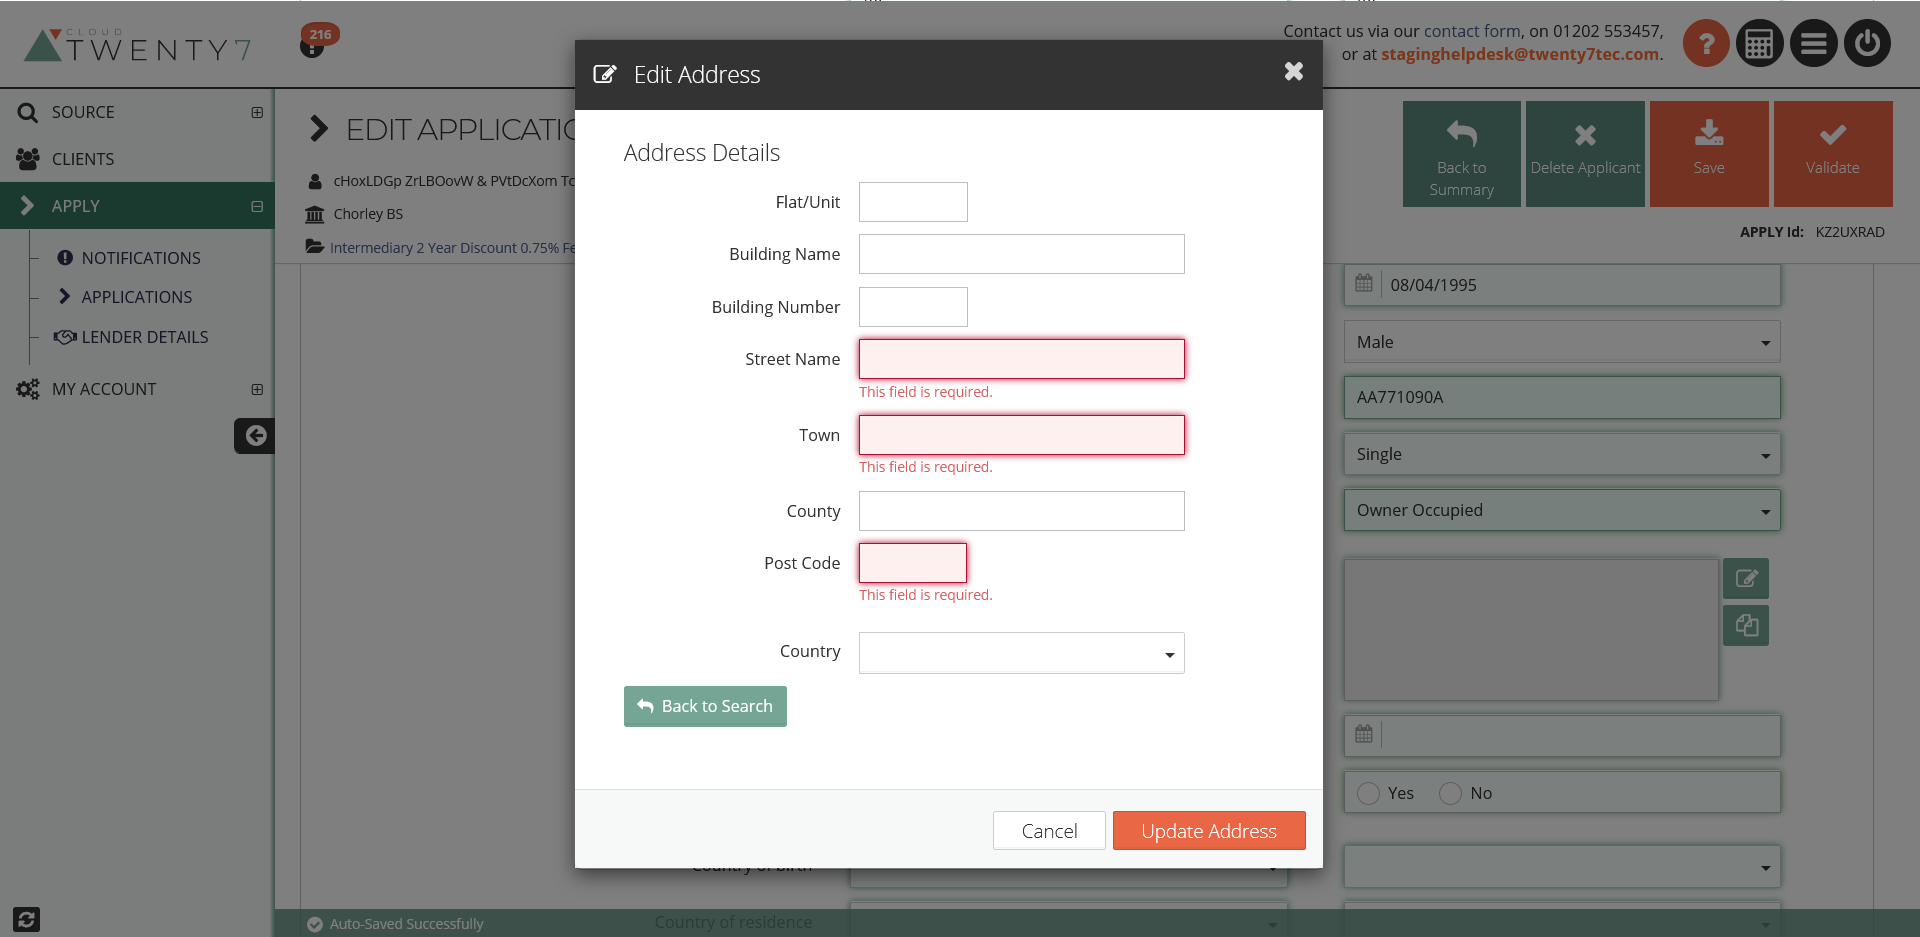 CLOUD
TWENTY7
216
Contact us via our contact form, on 01202 553457,
or at staginghelpdesk@twenty7tec.com.
SOURCE
CLIENTS
APPLY
NOTIFICATIONS
APPLICATIONS
LENDER DETAILS
MY ACCOUNT
EDIT APPLICATIO
cHoxLDGp ZrLBOovW & PVtDcXom Tc
Chorley BS
Intermediary 2 Year Discount 0.75% Fe
Back to Summary
Delete Applicant
Save
Validate
APPLY Id: KZ2UXRAD
Edit Address
Address Details
Flat/Unit
Building Name
Building Number
Street Name
This field is required.
Town
This field is required.
County
Post Code
This field is required.
Country
Back to Search
Cancel
Update Address
08/04/1995
Male
AA771090A
Single
Owner Occupied
Yes
No
Country of birth
Country of residence
Auto-Saved Successfully